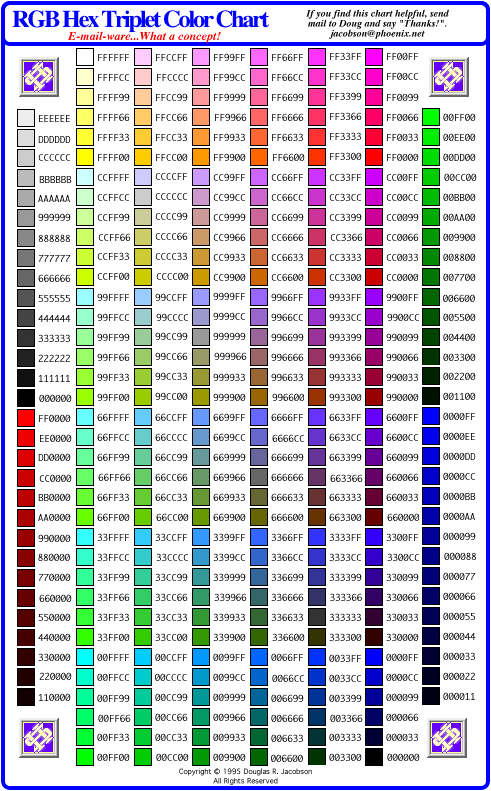 RGB Hex Triplet Color Chart
E-mail-ware...What a concept!
If you find this chart helpful, send
mail to Doug and say "Thanks!".
jacobson@phoenix.net
FFFFFF FFCCFF FF99FF FF66FF FF33FF FF00FF
FFFFCC FFCCCC FF99CC FF66CC FF33CC FF00CC
FFFF99 FFCC99 FF9999 FF6699 FF3399 FF0099
EEEEEE FFFF66 FFCC66 FF9966 FF6666 FF3366 FF0066 00FF00
DDDDDD FFFF33 FFCC33 FF9933 FF6633 FF3333 FF0033 00EE00
CCCCCC FFFF00 FFCC00 FF9900 FF6600 FF3300 FF0000 00DD00
BBBBBB CCFFFF CCCCFF CC99FF CC66FF CC33FF CC00FF 00CC00
AAAAAA CCFFCC CCCCCC CC99CC CC66CC CC33CC CC00CC 00BB00
999999 CCFF99 CCCC99 CC9999 CC6699 CC3399 CC0099 00AA00
888888 CCFF66 CCCC66 CC9966 CC6666 CC3366 CC0066 009900
777777 CCFF33 CCCC33 CC9933 CC6633 CC3333 CC0033 008800
666666 CCFF00 CCCC00 CC9900 CC6600 CC3300 CC0000 007700
555555 99FFFF 99CCFF 9999FF 9966FF 9933FF 9900FF 006600
444444 99FFCC 99CCCC 9999CC 9966CC 9933CC 9900CC 005500
333333 99FF99 99CC99 999999 996699 993399 990099 004400
222222 99FF66 99CC66 999966 996666 993366 990066 003300
111111 99FF33 99CC33 999933 996633 993333 990033 002200
000000 99FF00 99CC00 999900 996600 993300 990000 001100
FF0000 66FFFF 66CCFF 6699FF 6666FF 6633FF 6600FF 0000FF
EE0000 66FFCC 66CCCC 6699CC 6666CC 6633CC 6600CC 0000EE
DD0000 66FF99 66CC99 669999 666699 663399 660099 0000DD
CC0000 66FF66 66CC66 669966 666666 663366 660066 0000CC
BB0000 66FF33 66CC33 669933 666633 663333 660033 0000BB
AA0000 66FF00 66CC00 669900 666600 663300 660000 0000AA
990000 33FFFF 33CCFF 3399FF 3366FF 3333FF 3300FF 000099
880000 33FFCC 33CCCC 3399CC 3366CC 3333CC 3300CC 000088
770000 33FF99 33CC99 339999 336699 333399 330099 000077
660000 33FF66 33CC66 339966 336666 333366 330066 000066
550000 33FF33 33CC33 339933 336633 333333 330033 000055
440000 33FF00 33CC00 339900 336600 333300 330000 000044
330000 00FFFF 00CCFF 0099FF 0066FF 0033FF 0000FF 000033
220000 00FFCC 00CCCC 0099CC 0066CC 0033CC 0000CC 000022
110000 00FF99 00CC99 009999 006699 003399 000099 000011
00FF66 00CC66 009966 006666 003366 000066
00FF33 00CC33 009933 006633 003333 000033
00FF00 00CC00 009900 006600 003300 000000
Copyright © 1995 Douglas R. Jacobson
All Rights Reserved